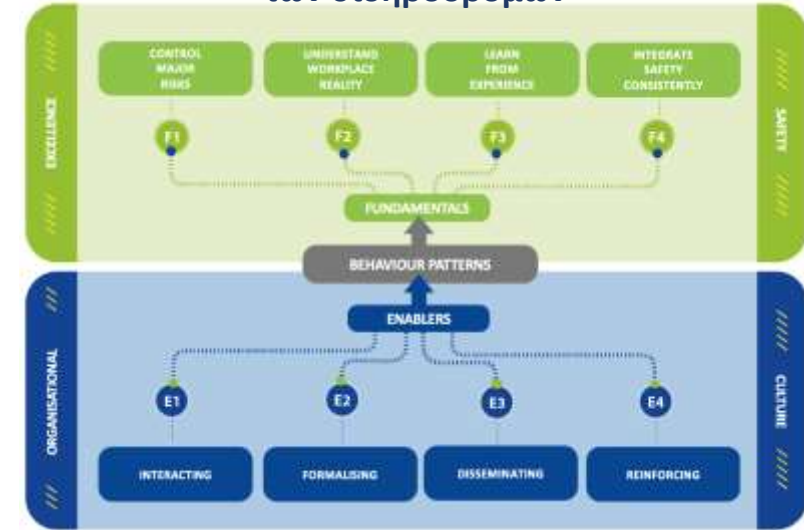 CONTROL
MAJOR
RISKS
UNDERSTAND
WORKPLACE
REALITY
LEARN
FROM
EXPERIENCE
INTEGRATE
SAFETY
CONSISTENTLY
EXCELLENCE
SAFETY
F1
F2
F3
F4
FUNDAMENTALS
BEHAVIOUR PATTERNS
ENABLERS
ORGANISATIONAL
CULTURE
E1
E2
E3
E4
INTERACTING
FORMALISING
DISSEMINATING
REINFORCING